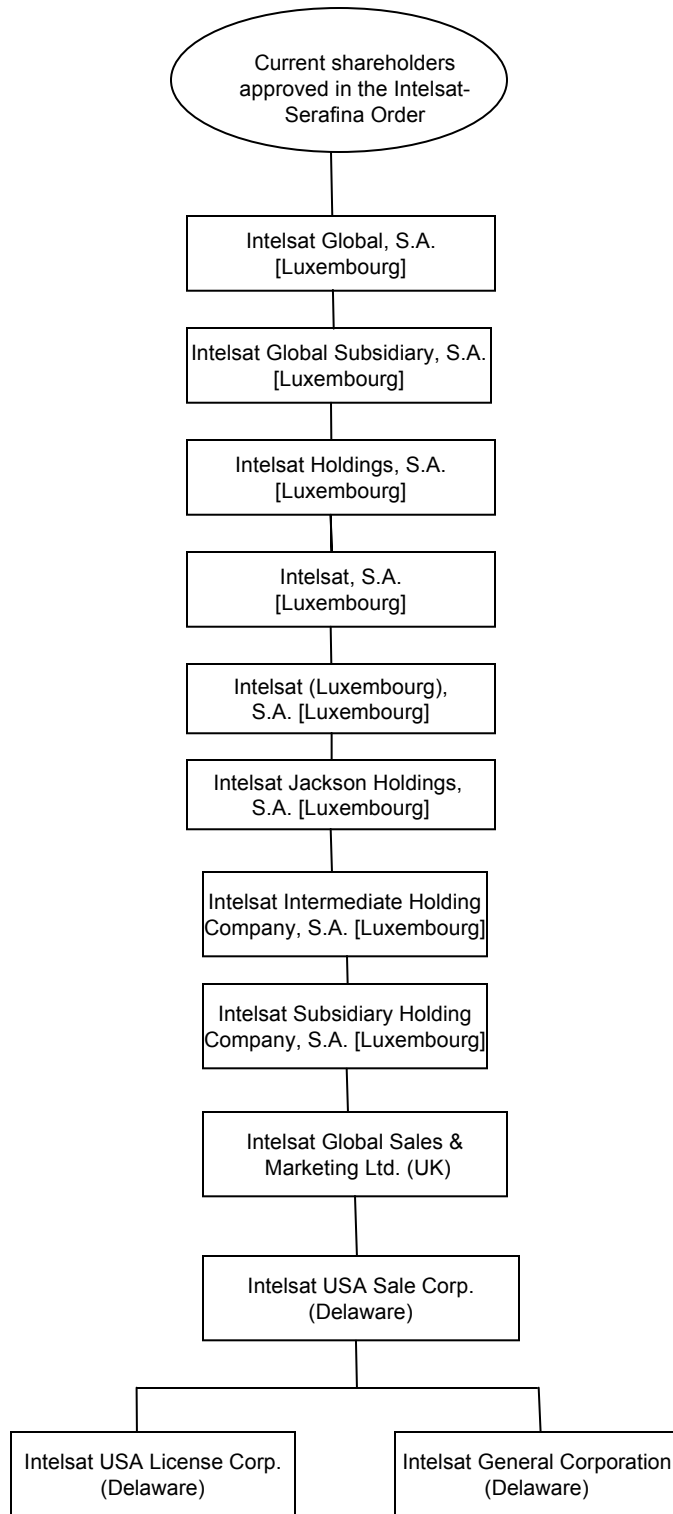 Current shareholders
approved in the Intelsat-
Serafina Order
Intelsat Global, S.A.
[Luxembourg]
Intelsat Global Subsidiary, S.A.
[Luxembourg]
Intelsat Holdings, S.A.
[Luxembourg]
Intelsat, S.A.
[Luxembourg]
Intelsat (Luxembourg),
S.A. [Luxembourg]
Intelsat Jackson Holdings,
S.A. [Luxembourg]
Intelsat Intermediate Holding
Company, S.A. [Luxembourg]
Intelsat Subsidiary Holding
Company, S.A. [Luxembourg]
Intelsat Global Sales &
Marketing Ltd. (UK)
Intelsat USA Sale Corp.
(Delaware)
Intelsat USA License Corp.
(Delaware)
Intelsat General Corporation
(Delaware)